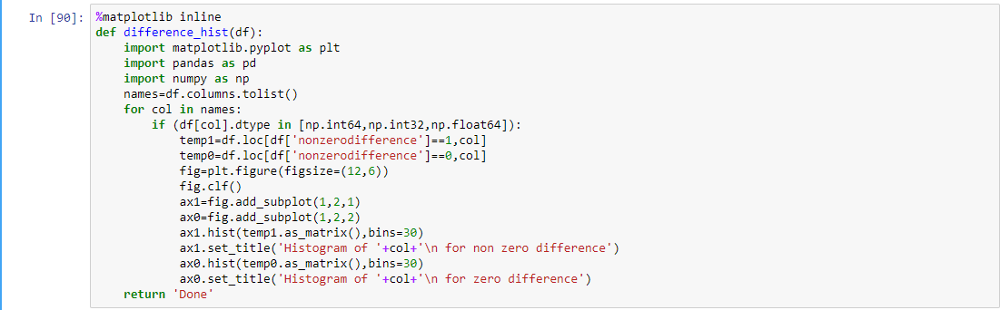 In [90]: %matplotlib inline
def difference_hist(df):
    import matplotlib.pyplot as plt
    import pandas as pd
    import numpy as np
    names=df.columns.tolist()
    for col in names:
        if (df[col].dtype in [np.int64,np.int32,np.float64]):
            temp1=df.loc[df['nonzerodifference']==1,col]
            temp0=df.loc[df['nonzerodifference']==0,col]
            fig=plt.figure(figsize=(12,6))
            fig.clf()
            ax1=fig.add_subplot(1,2,1)
            ax0=fig.add_subplot(1,2,2)
            ax1.hist(temp1.as_matrix(),bins=30)
            ax1.set_title('Histogram of '+col+'\n for non zero difference')
            ax0.hist(temp0.as_matrix(),bins=30)
            ax0.set_title('Histogram of '+col+'\n for zero difference')
    return 'Done'